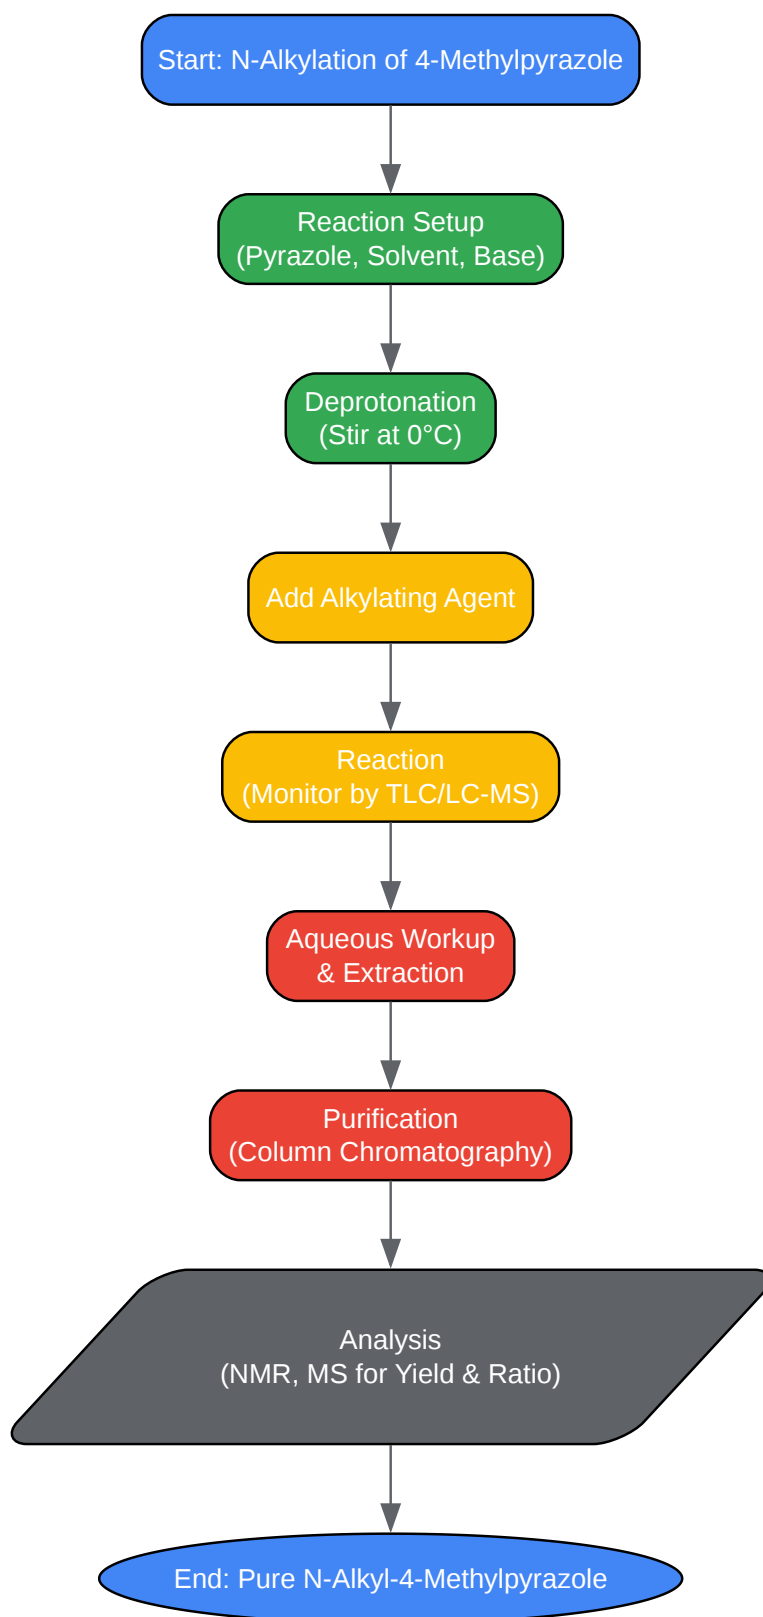 Start: N-Alkylation of 4-Methylpyrazole
Reaction Setup
(Pyrazole, Solvent, Base)
Deprotonation
(Stir at 0°C)
Add Alkylating Agent
Reaction
(Monitor by TLC/LC-MS)
Aqueous Workup
& Extraction
Purification
(Column Chromatography)
Analysis
(NMR, MS for Yield & Ratio)
End: Pure N-Alkyl-4-Methylpyrazole